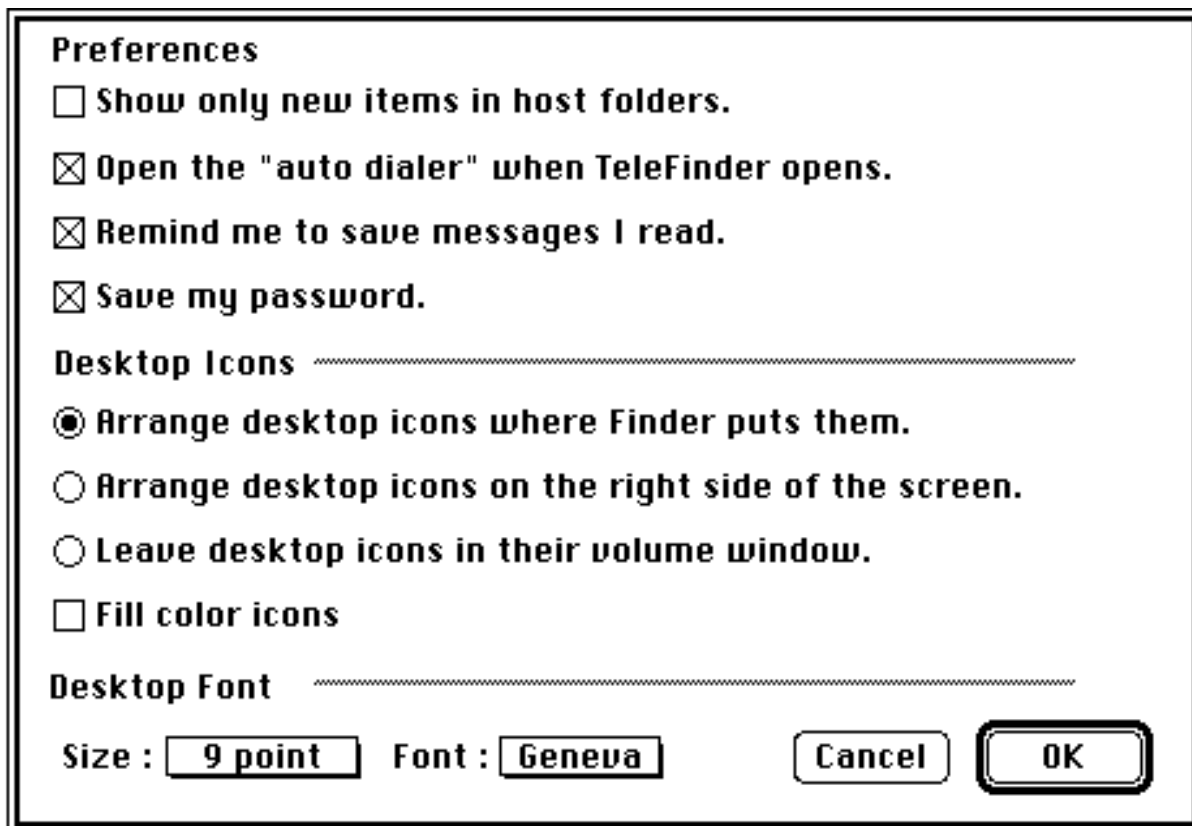 Preferences
Show only new items in host folders.
Open the "auto dialer" when TeleFinder opens.
Remind me to save messages I read.
Save my password.
Desktop Icons
Arrange desktop icons where Finder puts them.
Arrange desktop icons on the right side of the screen.
Leave desktop icons in their volume window.
Fill color icons
Desktop Font
Size : 9 point Font : Geneva Cancel OK